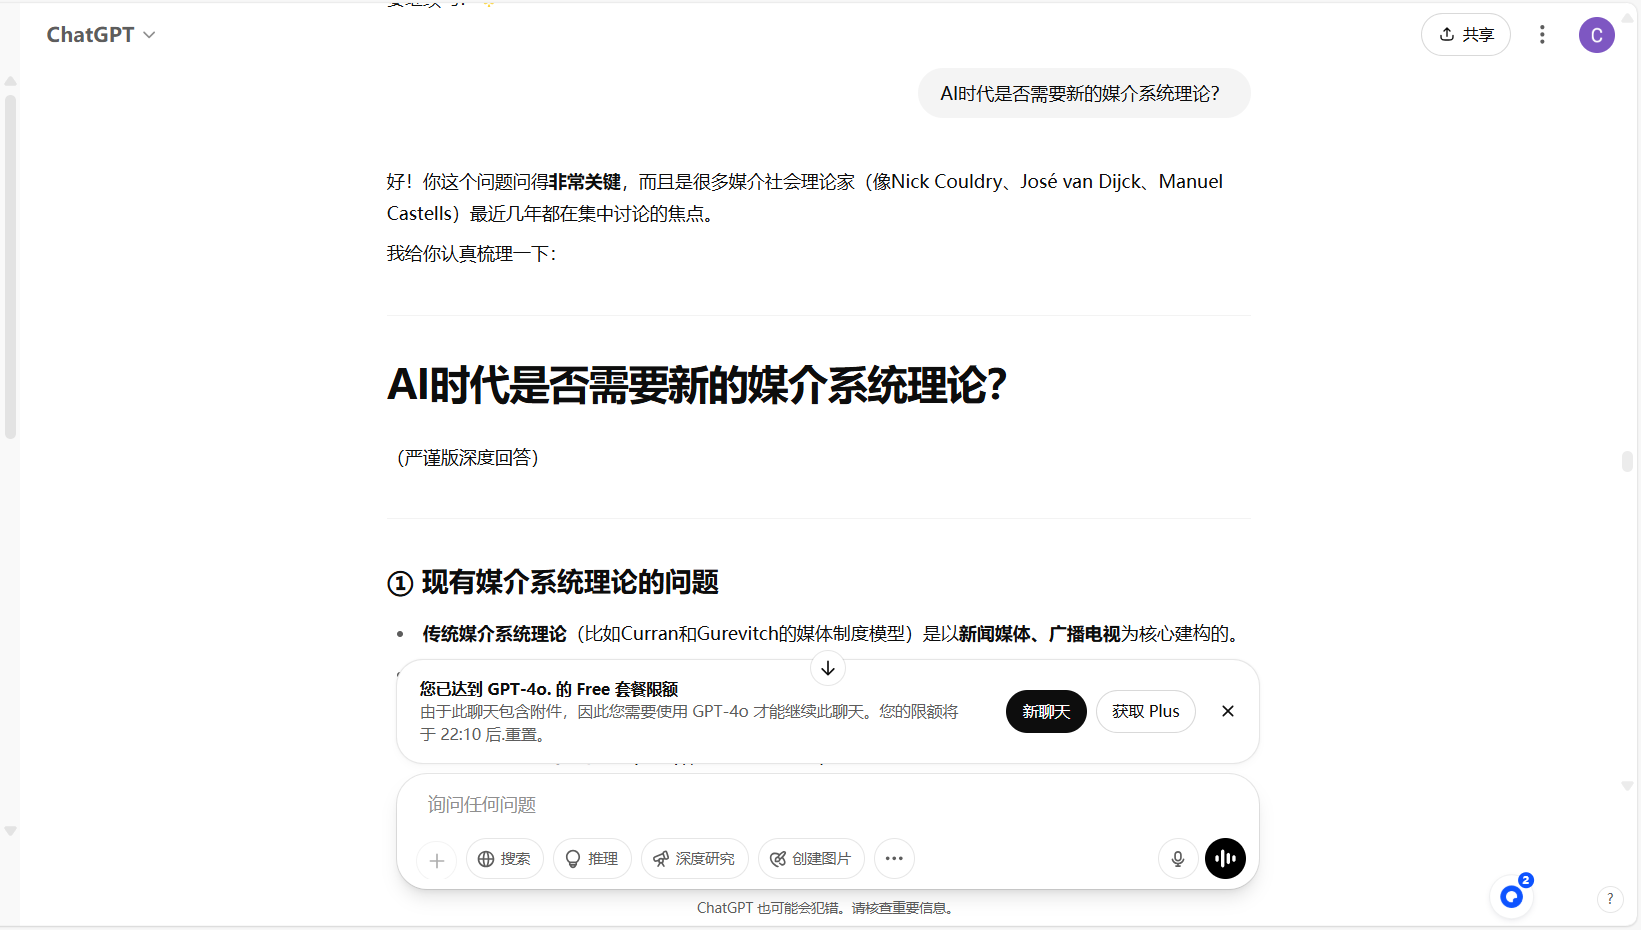 ChatGPT
共享
C
AI时代是否需要新的媒介系统理论？
好！你这个问题问得非常关键，而且是很多媒介社会理论家（像Nick Couldry、José van Dijck、Manuel
Castells）最近几年都在集中讨论的焦点。
我给你认真梳理一下：
AI时代是否需要新的媒介系统理论？
（严谨版深度回答）
① 现有媒介系统理论的问题
• 传统媒介系统理论（比如Curran和Gurevitch的媒体制度模型）是以新闻媒体、广播电视为核心建构的。
您已达到 GPT-4o. 的 Free 套餐限额
由于此聊天包含附件，因此您需要使用 GPT-4o 才能继续此聊天。您的限额将
于 22:10 后.重置。
新聊天
获取 Plus
询问任何问题
搜索
推理
深度研究
创建图片
ChatGPT 也可能会犯错。请核查重要信息。
2
?